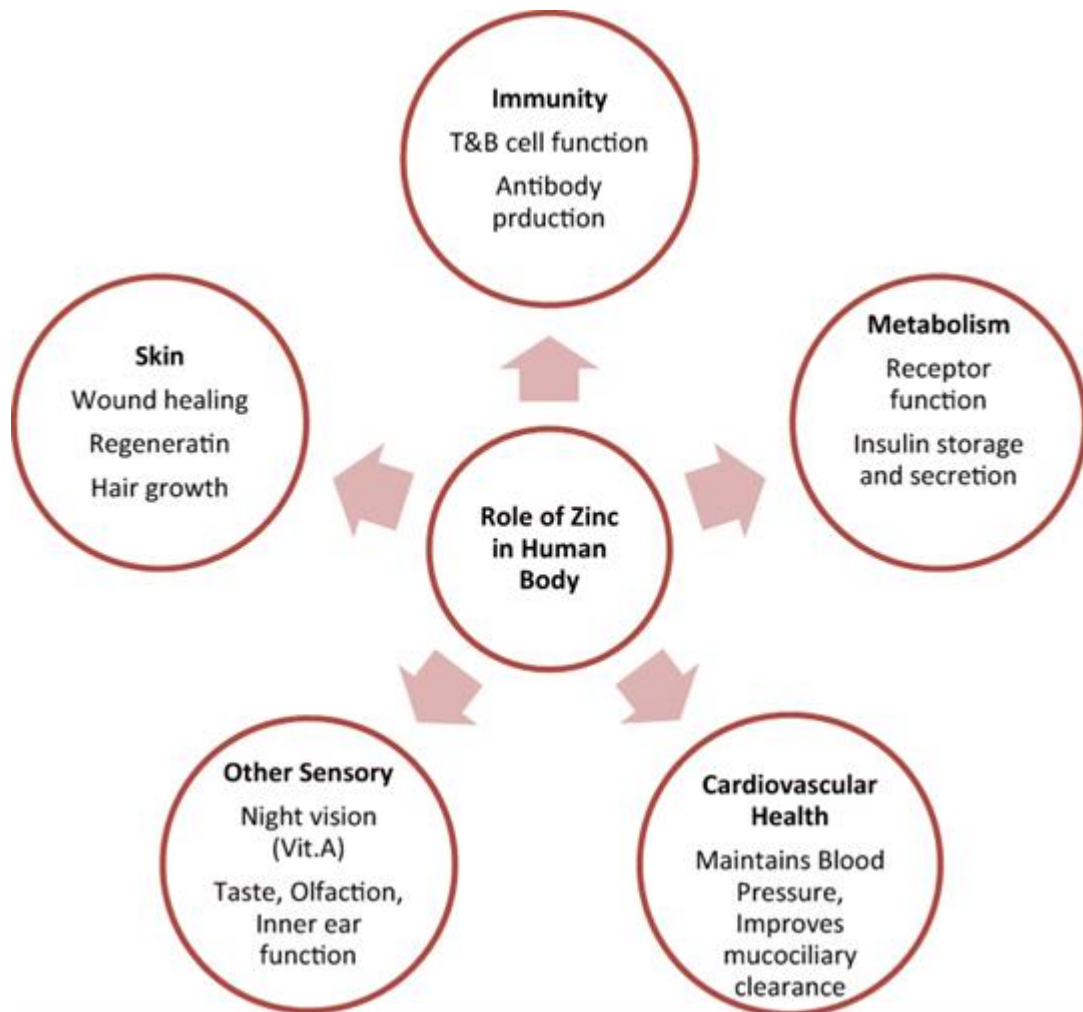 Immunity
T&B cell function
Antibody
prduction
Skin
Wound healing
Regeneratin
Hair growth
Metabolism
Receptor
function
Insulin storage
and secretion
Role of Zinc
in Human
Body
Other Sensory
Night vision
(Vit.A)
Taste, Olfaction,
Inner ear
function
Cardiovascular
Health
Maintains Blood
Pressure,
Improves
mucociliary
clearance